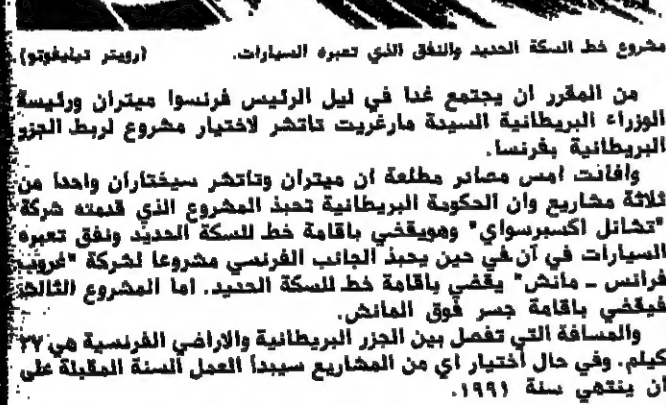 مشروع خط السكة الحديد والنفق الذي تعبره السيارات. (رويتر تيليفوتو)
من المقرر ان يجتمع غدا في ليل الرئيس فرنسوا ميتران ورئيسة
الوزراء البريطانية السيدة مارغريت تاتشر لاختيار مشروع لربط الجزر
البريطانية بفرنسا.
وافادت امس مصادر مطلعة ان ميتران وتاتشر سيختاران واحدا من
ثلاثة مشاريع وان الحكومة البريطانية تحبذ المشروع الذي قدمته شركة
"تشانل اكسبرسواي" وهويقضي باقامة خط للسكة الحديد ونفق تعبره
السيارات في آن.في حين يحبذ الجانب الفرنسي مشروعا لشركة "غروب
فرانس - مانش" يقضي باقامة خط للسكة الحديد. اما المشروع الثالث
فيقضي باقامة جسر فوق المانش.
والمسافة التي تفصل بين الجزر البريطانية والاراضي الفرنسية هي ٣٧
كيلم. وفي حال اختيار اي من المشاريع سيبدأ العمل السنة المقبلة على
ان ينتهي سنة ١٩٩١.